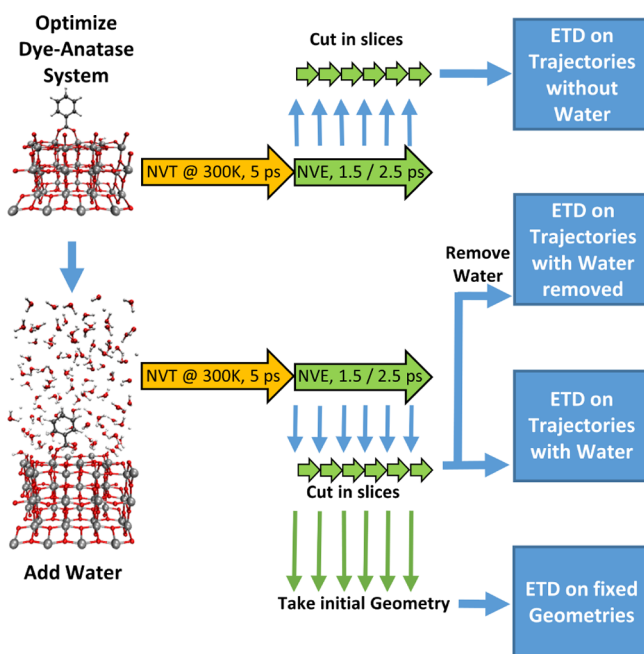 Optimize
Dye-Anatase
System
Cut in slices
ETD on
Trajectories
without
Water
NVT @ 300K, 5 ps
NVE, 1.5 / 2.5 ps
Remove
Water
ETD on
Trajectories
with Water
removed
NVT @ 300K, 5 ps
NVE, 1.5 / 2.5 ps
ETD on
Trajectories
with Water
Cut in slices
Add Water
Take initial Geometry
ETD on fixed
Geometries